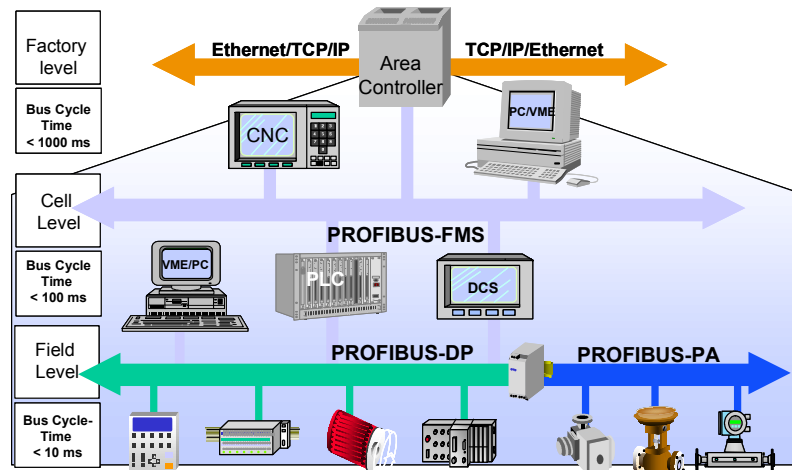 Factory
level
Ethernet/TCP/IP
TCP/IP/Ethernet
Area
Controller
Bus Cycle
Time
< 1000 ms
CNC
PC/VME
Cell
Level
PROFIBUS-FMS
Bus Cycle
Time
< 100 ms
VME/PC
PLC
DCS
Field
Level
PROFIBUS-DP
PROFIBUS-PA
Bus Cycle-
Time
< 10 ms